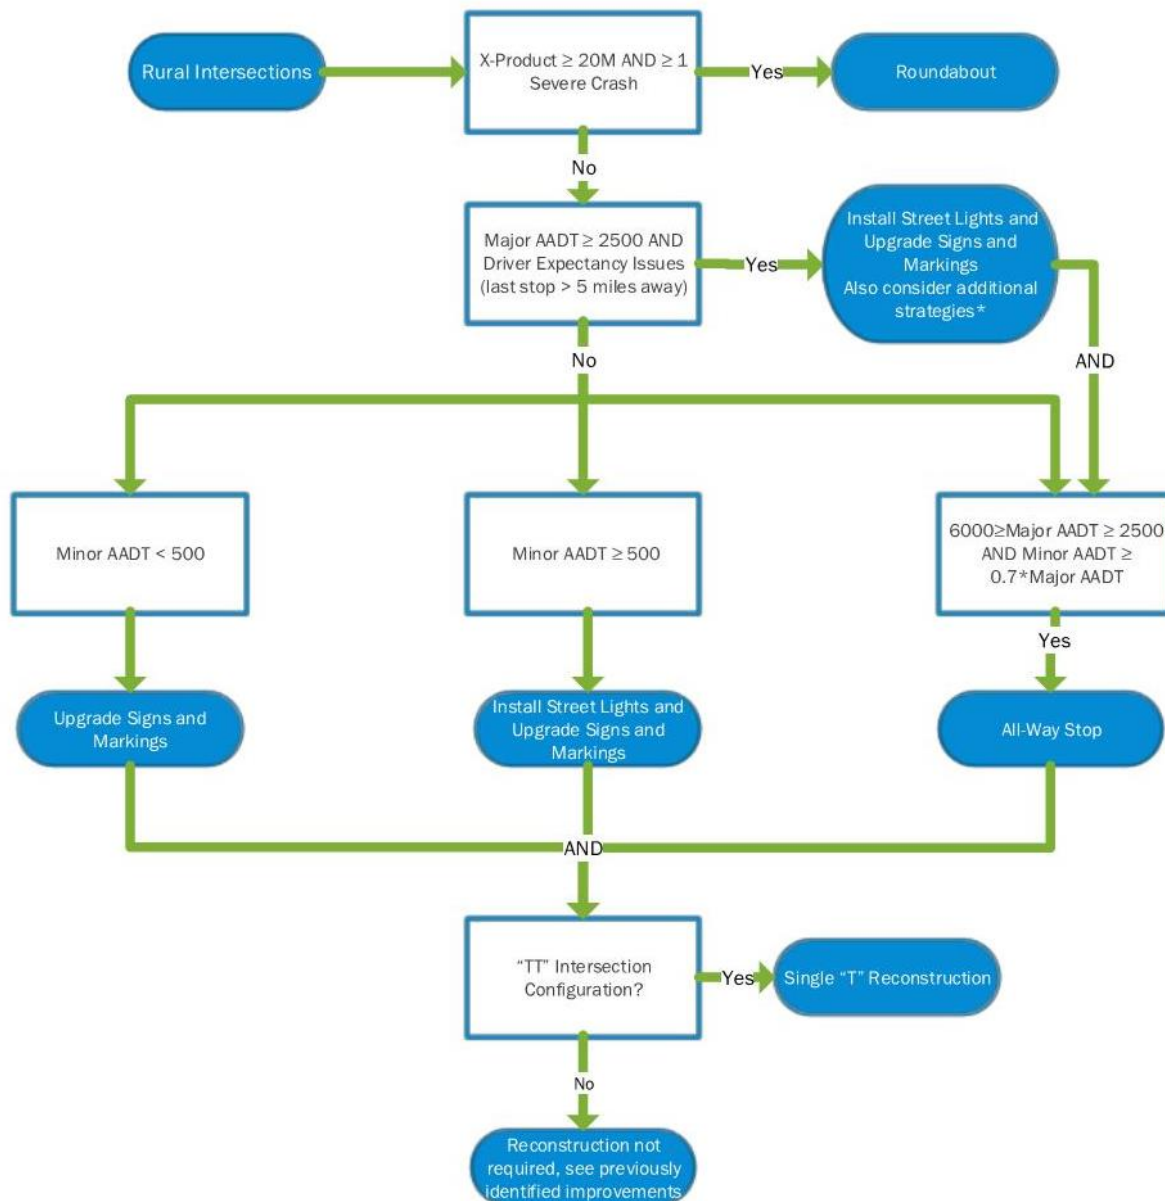 Rural Intersections
X-Product ≥ 20M AND ≥ 1
Severe Crash
Yes
Roundabout
No
Major AADT ≥ 2500 AND
Driver Expectancy Issues
(last stop > 5 miles away)
Yes
Install Street Lights and
Upgrade Signs and
Markings
Also consider additional
strategies*
No
AND
Minor AADT < 500
Minor AADT ≥ 500
6000≥Major AADT ≥ 2500
AND Minor AADT ≥
0.7*Major AADT
Yes
Upgrade Signs and
Markings
Install Street Lights and
Upgrade Signs and
Markings
All-Way Stop
AND
“TT” Intersection
Configuration?
Yes
Single “T” Reconstruction
No
Reconstruction not
required, see previously
identified improvements